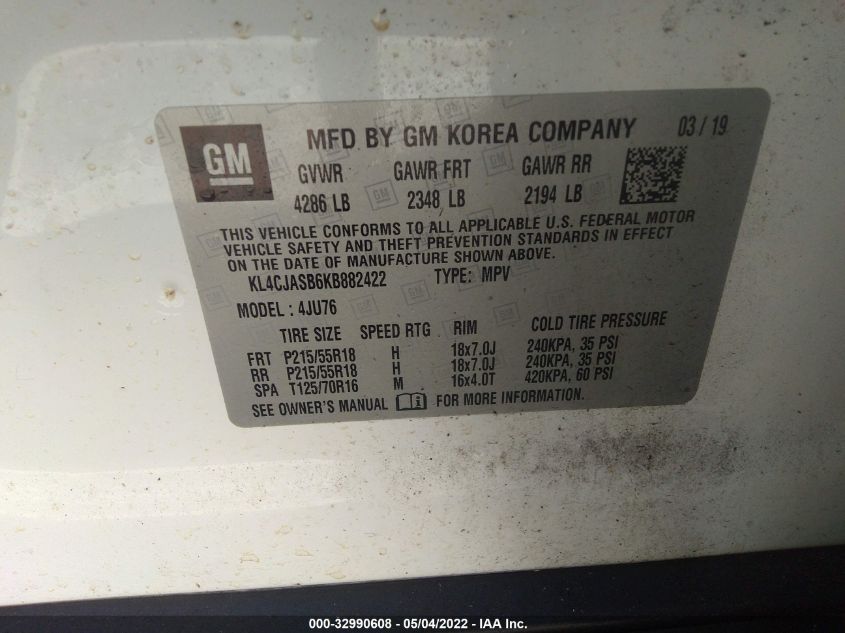 GM MFD BY GM KOREA COMPANY 03 / 19
GVWR GAWR FRT GAWR RR
4286 LB 2348 LB 2194 LB
THIS VEHICLE CONFORMS TO ALL APPLICABLE U.S. FEDERAL MOTOR
VEHICLE SAFETY AND THEFT PREVENTION STANDARDS IN EFFECT
ON THE DATE OF MANUFACTURE SHOWN ABOVE.
KL4CJASB6KB882422 TYPE: MPV
MODEL : 4JU76
TIRE SIZE SPEED RTG RIM COLD TIRE PRESSURE
FRT P215/55R18 H 18x7.0J 240KPA, 35 PSI
RR P215/55R18 H 18x7.0J 240KPA, 35 PSI
SPA T125/70R16 M 16x4.0T 420KPA, 60 PSI
SEE OWNER'S MANUAL FOR MORE INFORMATION.
000-32990608 - 05/04/2022 - IAA Inc.